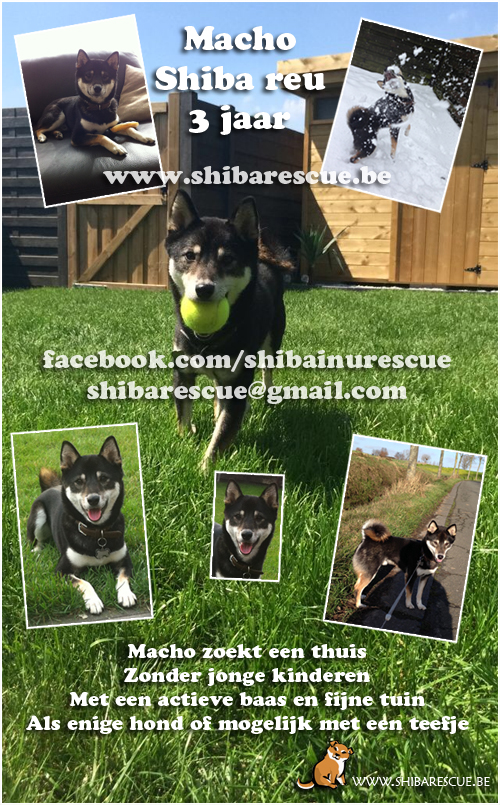 Macho
Shiba reu
3 jaar
www.shibarescue.be
facebook.com/shibainurescue
shibarescue@gmail.com
Macho zoekt een thuis
Zonder jonge kinderen
Met een actieve baas en fijne tuin
Als enige hond of mogelijk met een teefje
WWW.SHIBARESCUE.BE